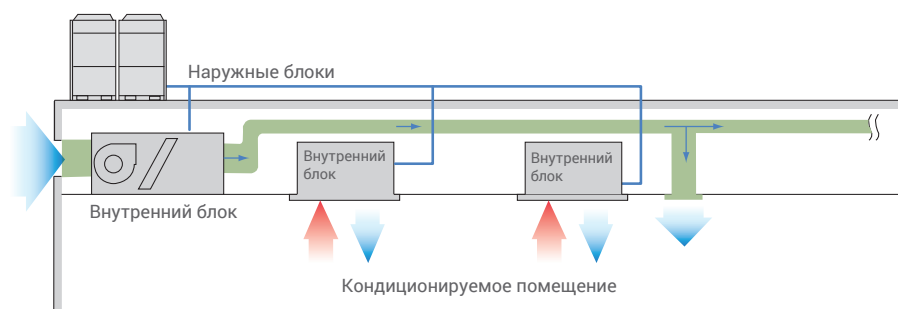 Наружные блоки
Внутренний
блок
Внутренний
блок
Внутренний блок
Кондиционируемое помещение